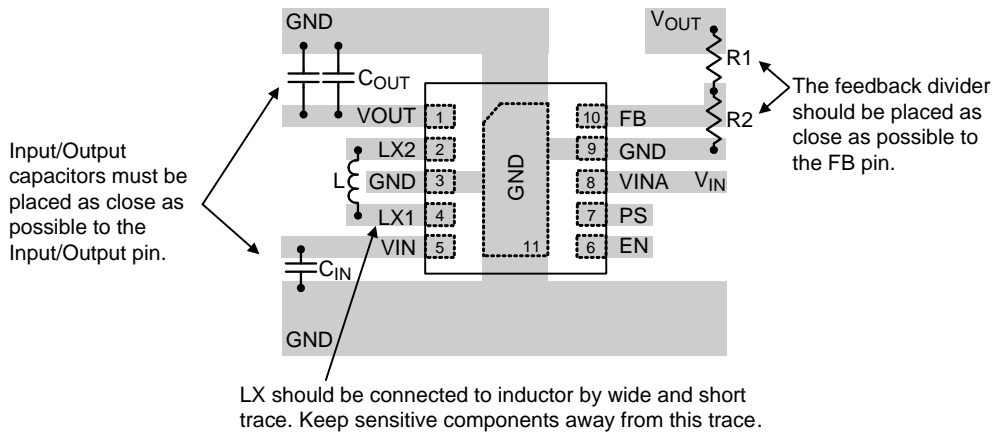 GND
VOUT
R1
COUT
The feedback divider
should be placed as
close as possible to
the FB pin.
VOUT 1
10 FB
R2
Input/Output
capacitors must be
placed as close as
possible to the
Input/Output pin.
LX2 2
9 GND
L GND 3
GND
8 VINA VIN
LX1 4
7 PS
VIN 5
11
6 EN
CIN
GND
LX should be connected to inductor by wide and short
trace. Keep sensitive components away from this trace.